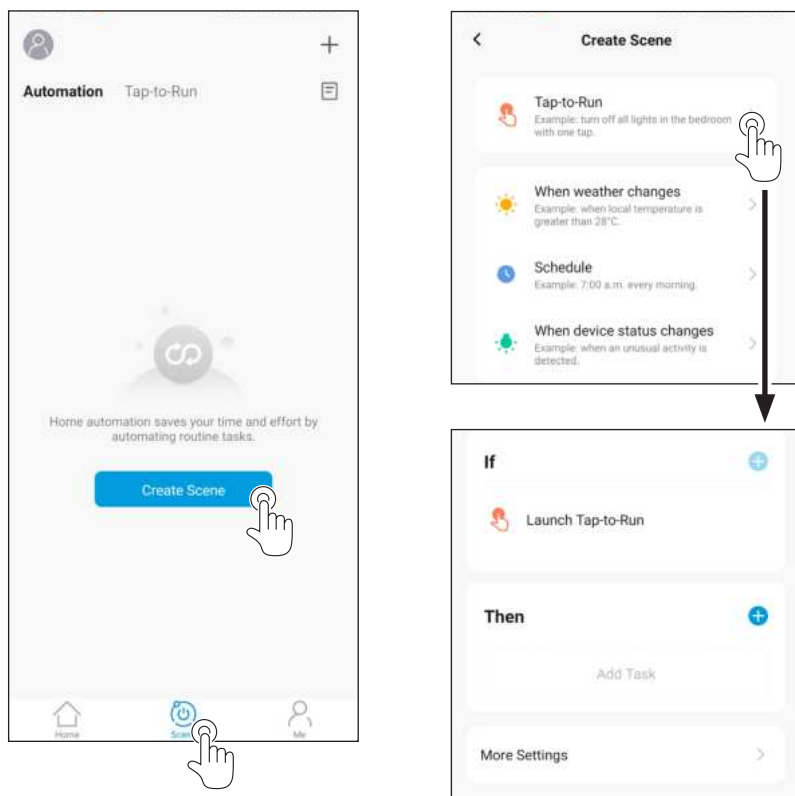 Automation Tap-to-Run
Home automation saves your time and effort by
automating routine tasks.
Create Scene
Home
Me
Create Scene
Tap-to-Run
Example: turn off all lights in the bedroom
with one tap.
When weather changes
Example: when local temperature is
greater than 28°C.
Schedule
Example: 7:00 a.m. every morning.
When device status changes
Example: when an unusual activity is
detected.
If
Launch Tap-to-Run
Then
Add Task
More Settings